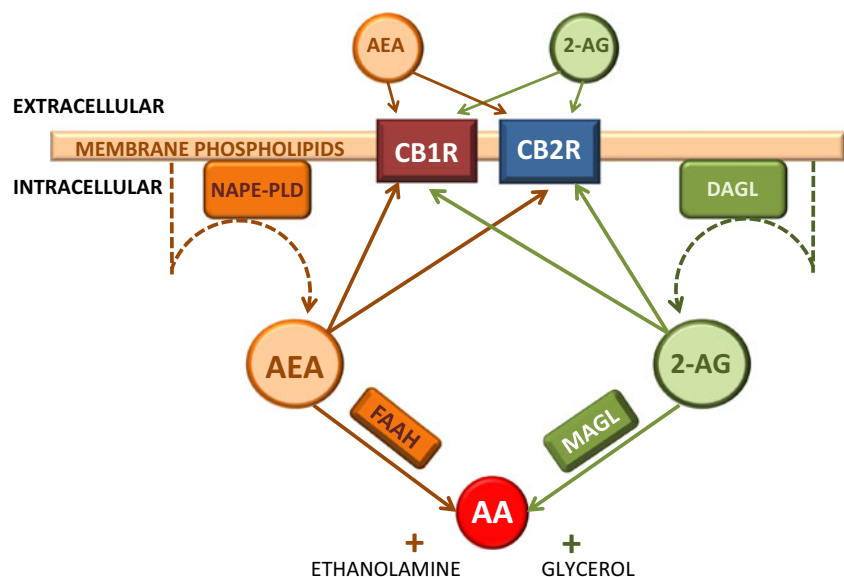 AEA
2-AG
EXTRACELLULAR
MEMBRANE PHOSPHOLIPIDS
CB1R
CB2R
INTRACELLULAR
NAPE-PLD
DAGL
AEA
2-AG
FAAH
MAGL
AA
+
+
ETHANOLAMINE
GLYCEROL